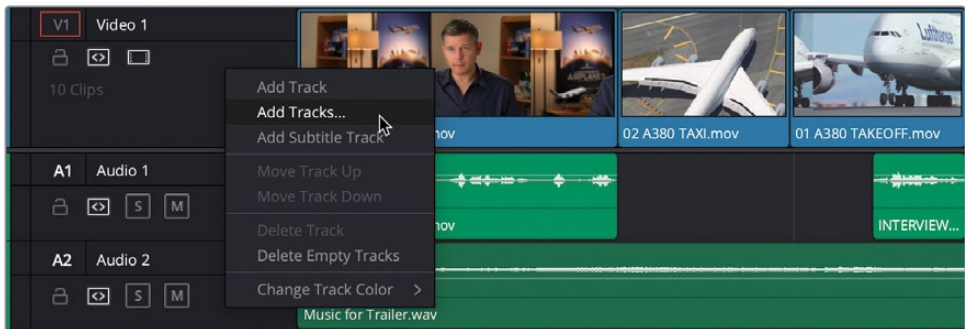 V1 Video 1
10 Clips
Add Track
Add Tracks...
Add Subtitle Track
Move Track Up
Move Track Down
Delete Track
Delete Empty Tracks
Change Track Color >
AIRPLANES
Lufthansa
mov
02 A380 TAXI.mov
01 A380 TAKEOFF.mov
A1 Audio 1
S M
mov
INTERVIEW...
A2 Audio 2
S M
Music for Trailer.wav